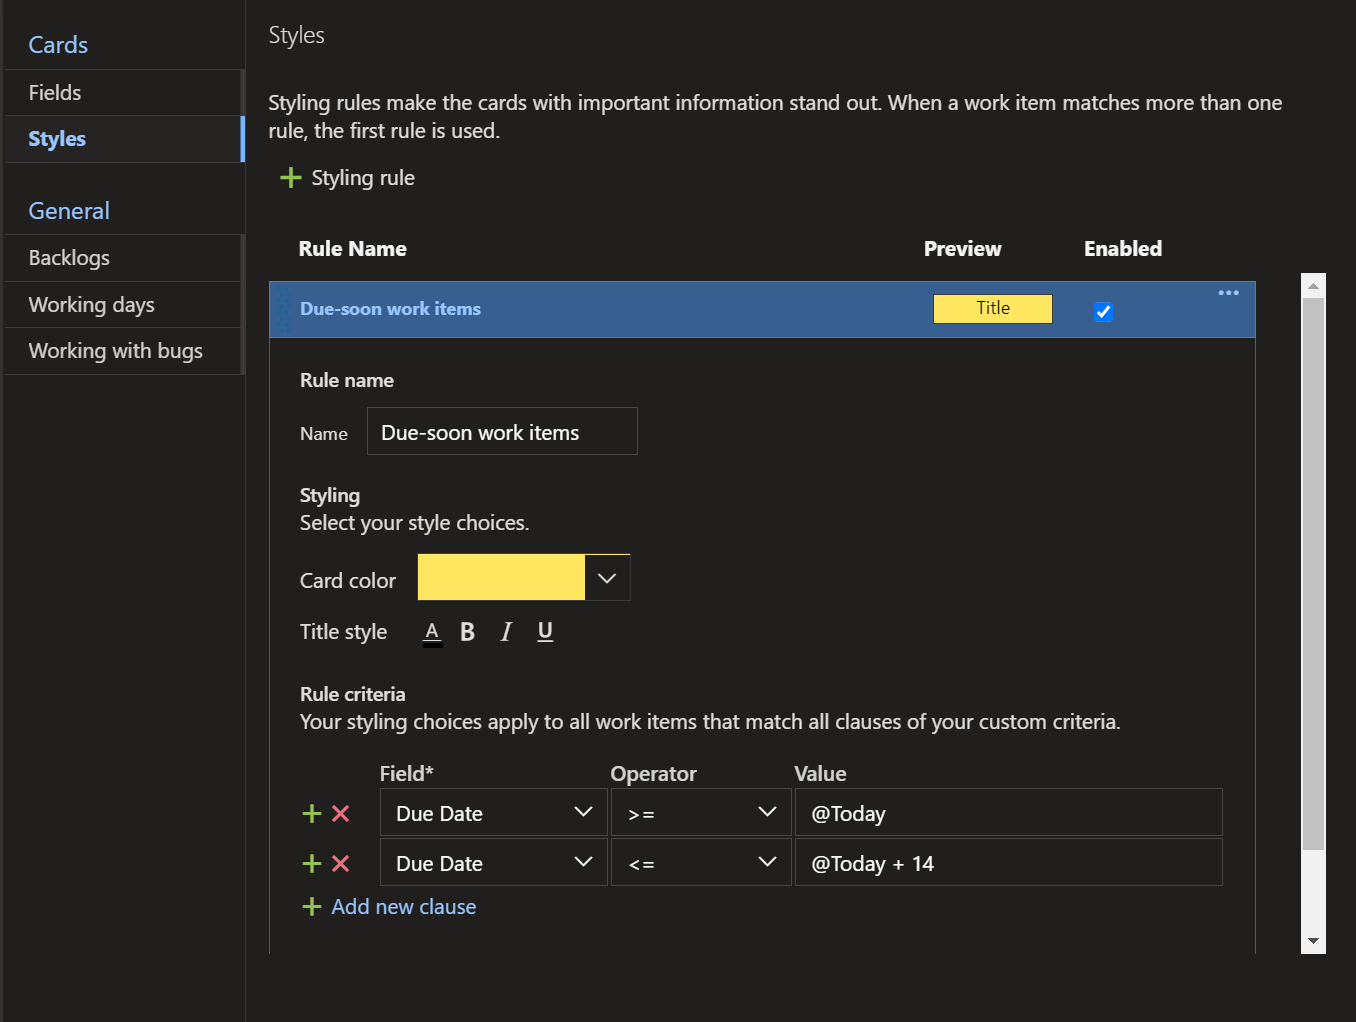 Cards
Fields
Styles
General
Backlogs
Working days
Working with bugs
Styles
Styling rules make the cards with important information stand out. When a work item matches more than one
rule, the first rule is used.
Styling rule
Rule Name Preview Enabled
Due-soon work items Title
Rule name
Name Due-soon work items
Styling
Select your style choices.
Card color
Title style A B I U
Rule criteria
Your styling choices apply to all work items that match all clauses of your custom criteria.
Field* Operator Value
Due Date >= @Today
Due Date <= @Today + 14
Add new clause